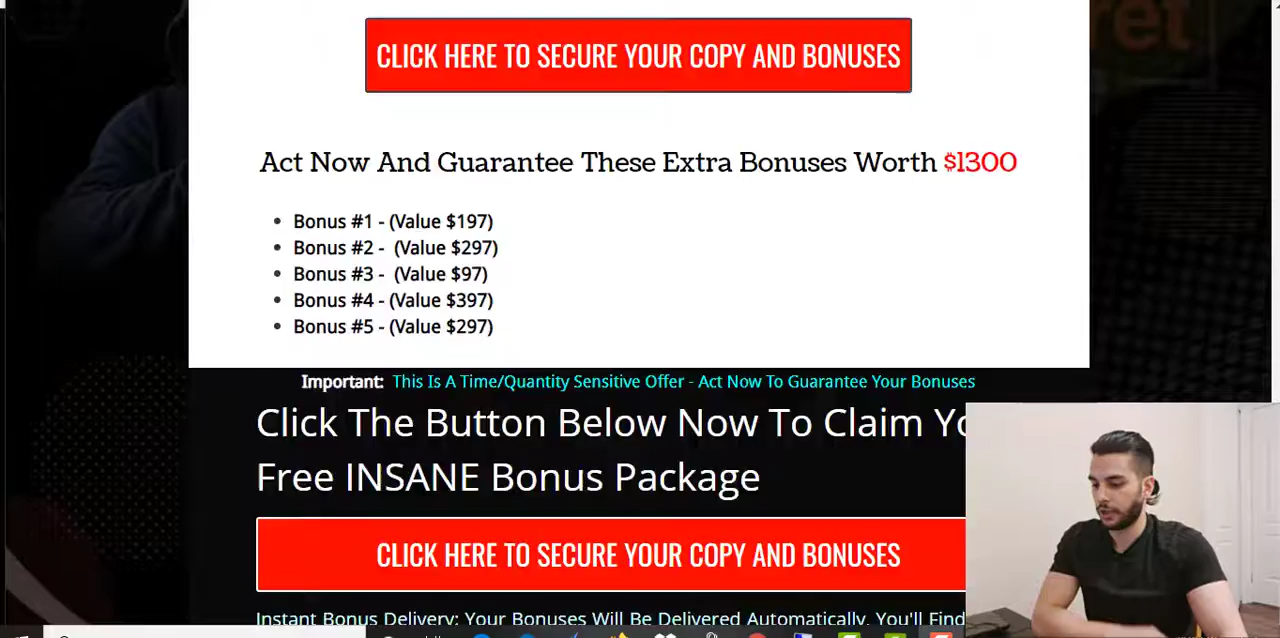 ret
CLICK HERE TO SECURE YOUR COPY AND BONUSES
Act Now And Guarantee These Extra Bonuses Worth $1300
Bonus #1 - (Value $197)
Bonus #2 - (Value $297)
Bonus #3 - (Value $97)
Bonus #4 - (Value $397)
Bonus #5 - (Value $297)
Important: This Is A Time/Quantity Sensitive Offer - Act Now To Guarantee Your Bonuses
Click The Button Below Now To Claim Yo
Free INSANE Bonus Package
CLICK HERE TO SECURE YOUR COPY AND BONUSES
Instant Bonus Delivery: Your Bonuses Will Be Delivered Automatically. You'll Find